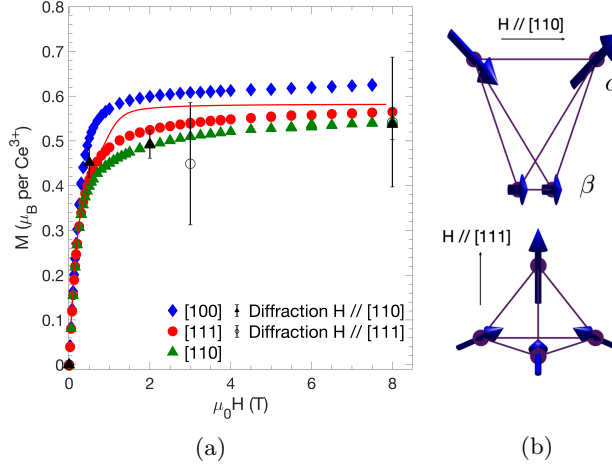 (a)
(b)
0.8
0.7
0.6
0.5
0.4
0.3
0.2
0.1
0
M (μB per Ce3+)
[100]
[111]
[110]
Diffraction H // [110]
Diffraction H // [111]
0 2 4 6 8
μ0H (T)
H // [110]
α
β
H // [111]
(a)
(b)